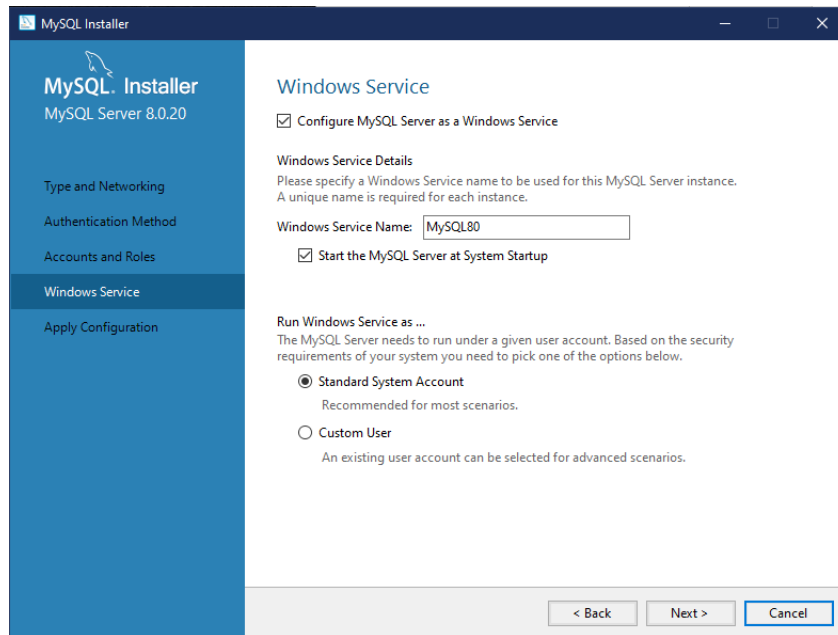 MySQL Installer
MySQL. Installer
MySQL Server 8.0.20
Type and Networking
Authentication Method
Accounts and Roles
Windows Service
Apply Configuration
Windows Service
Configure MySQL Server as a Windows Service
Windows Service Details
Please specify a Windows Service name to be used for this MySQL Server instance.
A unique name is required for each instance.
Windows Service Name: MySQL80
Start the MySQL Server at System Startup
Run Windows Service as ...
The MySQL Server needs to run under a given user account. Based on the security
requirements of your system you need to pick one of the options below.
Standard System Account
Recommended for most scenarios.
Custom User
An existing user account can be selected for advanced scenarios.
< Back Next > Cancel